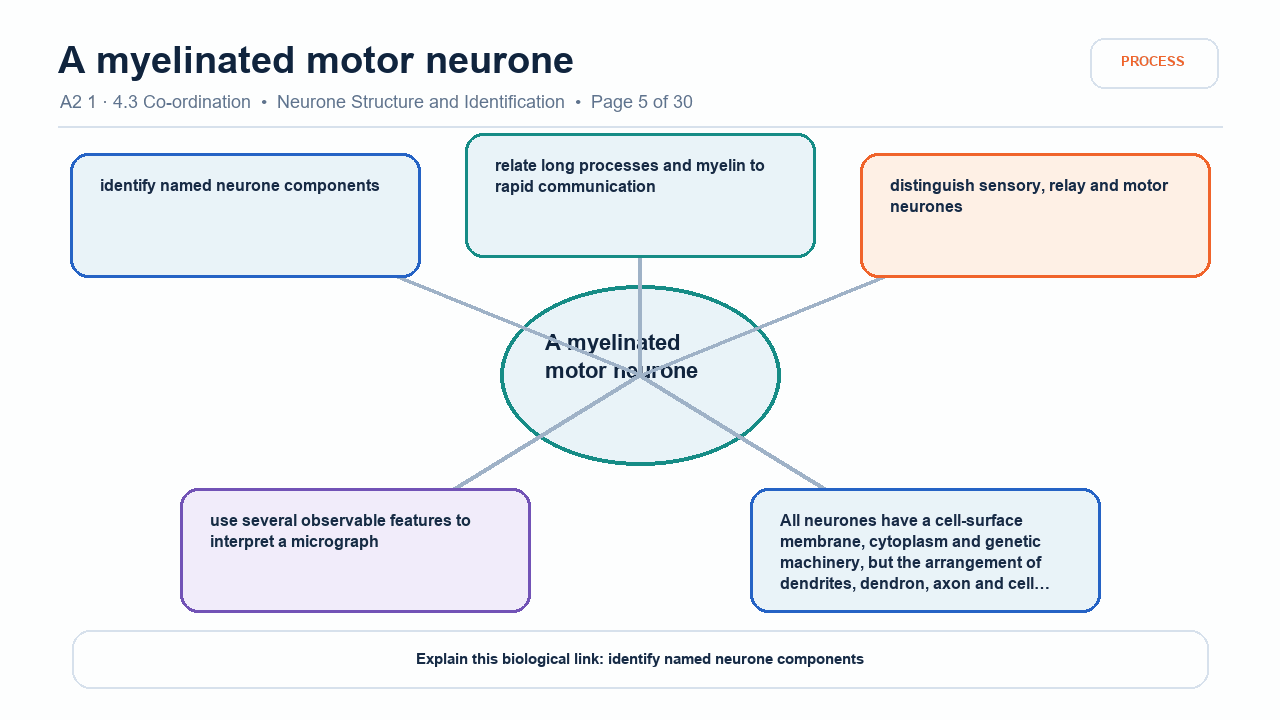 A myelinated motor neurone
PROCESS
A2 1 · 4.3 Co-ordination • Neurone Structure and Identification • Page 5 of 30
identify named neurone components
relate long processes and myelin to
rapid communication
distinguish sensory, relay and motor
neurones
A myelinated
motor neurone
use several observable features to
interpret a micrograph
All neurones have a cell-surface
membrane, cytoplasm and genetic
machinery, but the arrangement of
dendrites, dendron, axon and cell…
Explain this biological link: identify named neurone components